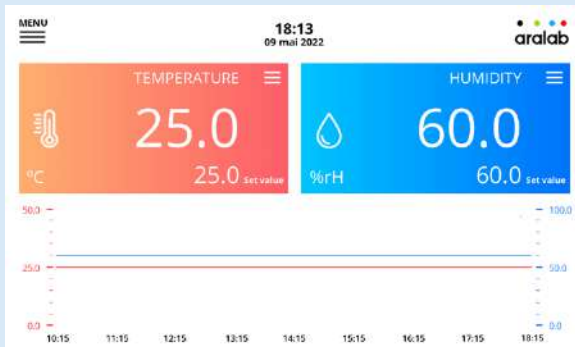 MENU
18:13
09 mai 2022
aralab
TEMPERATURE
25.0
ºC
25.0 Set value
HUMIDITY
60.0
%rH
60.0 Set value
50.0
25.0
0.0
100.0
50.0
0.0
10:15 11:15 12:15 13:15 14:15 15:15 16:15 17:15 18:15